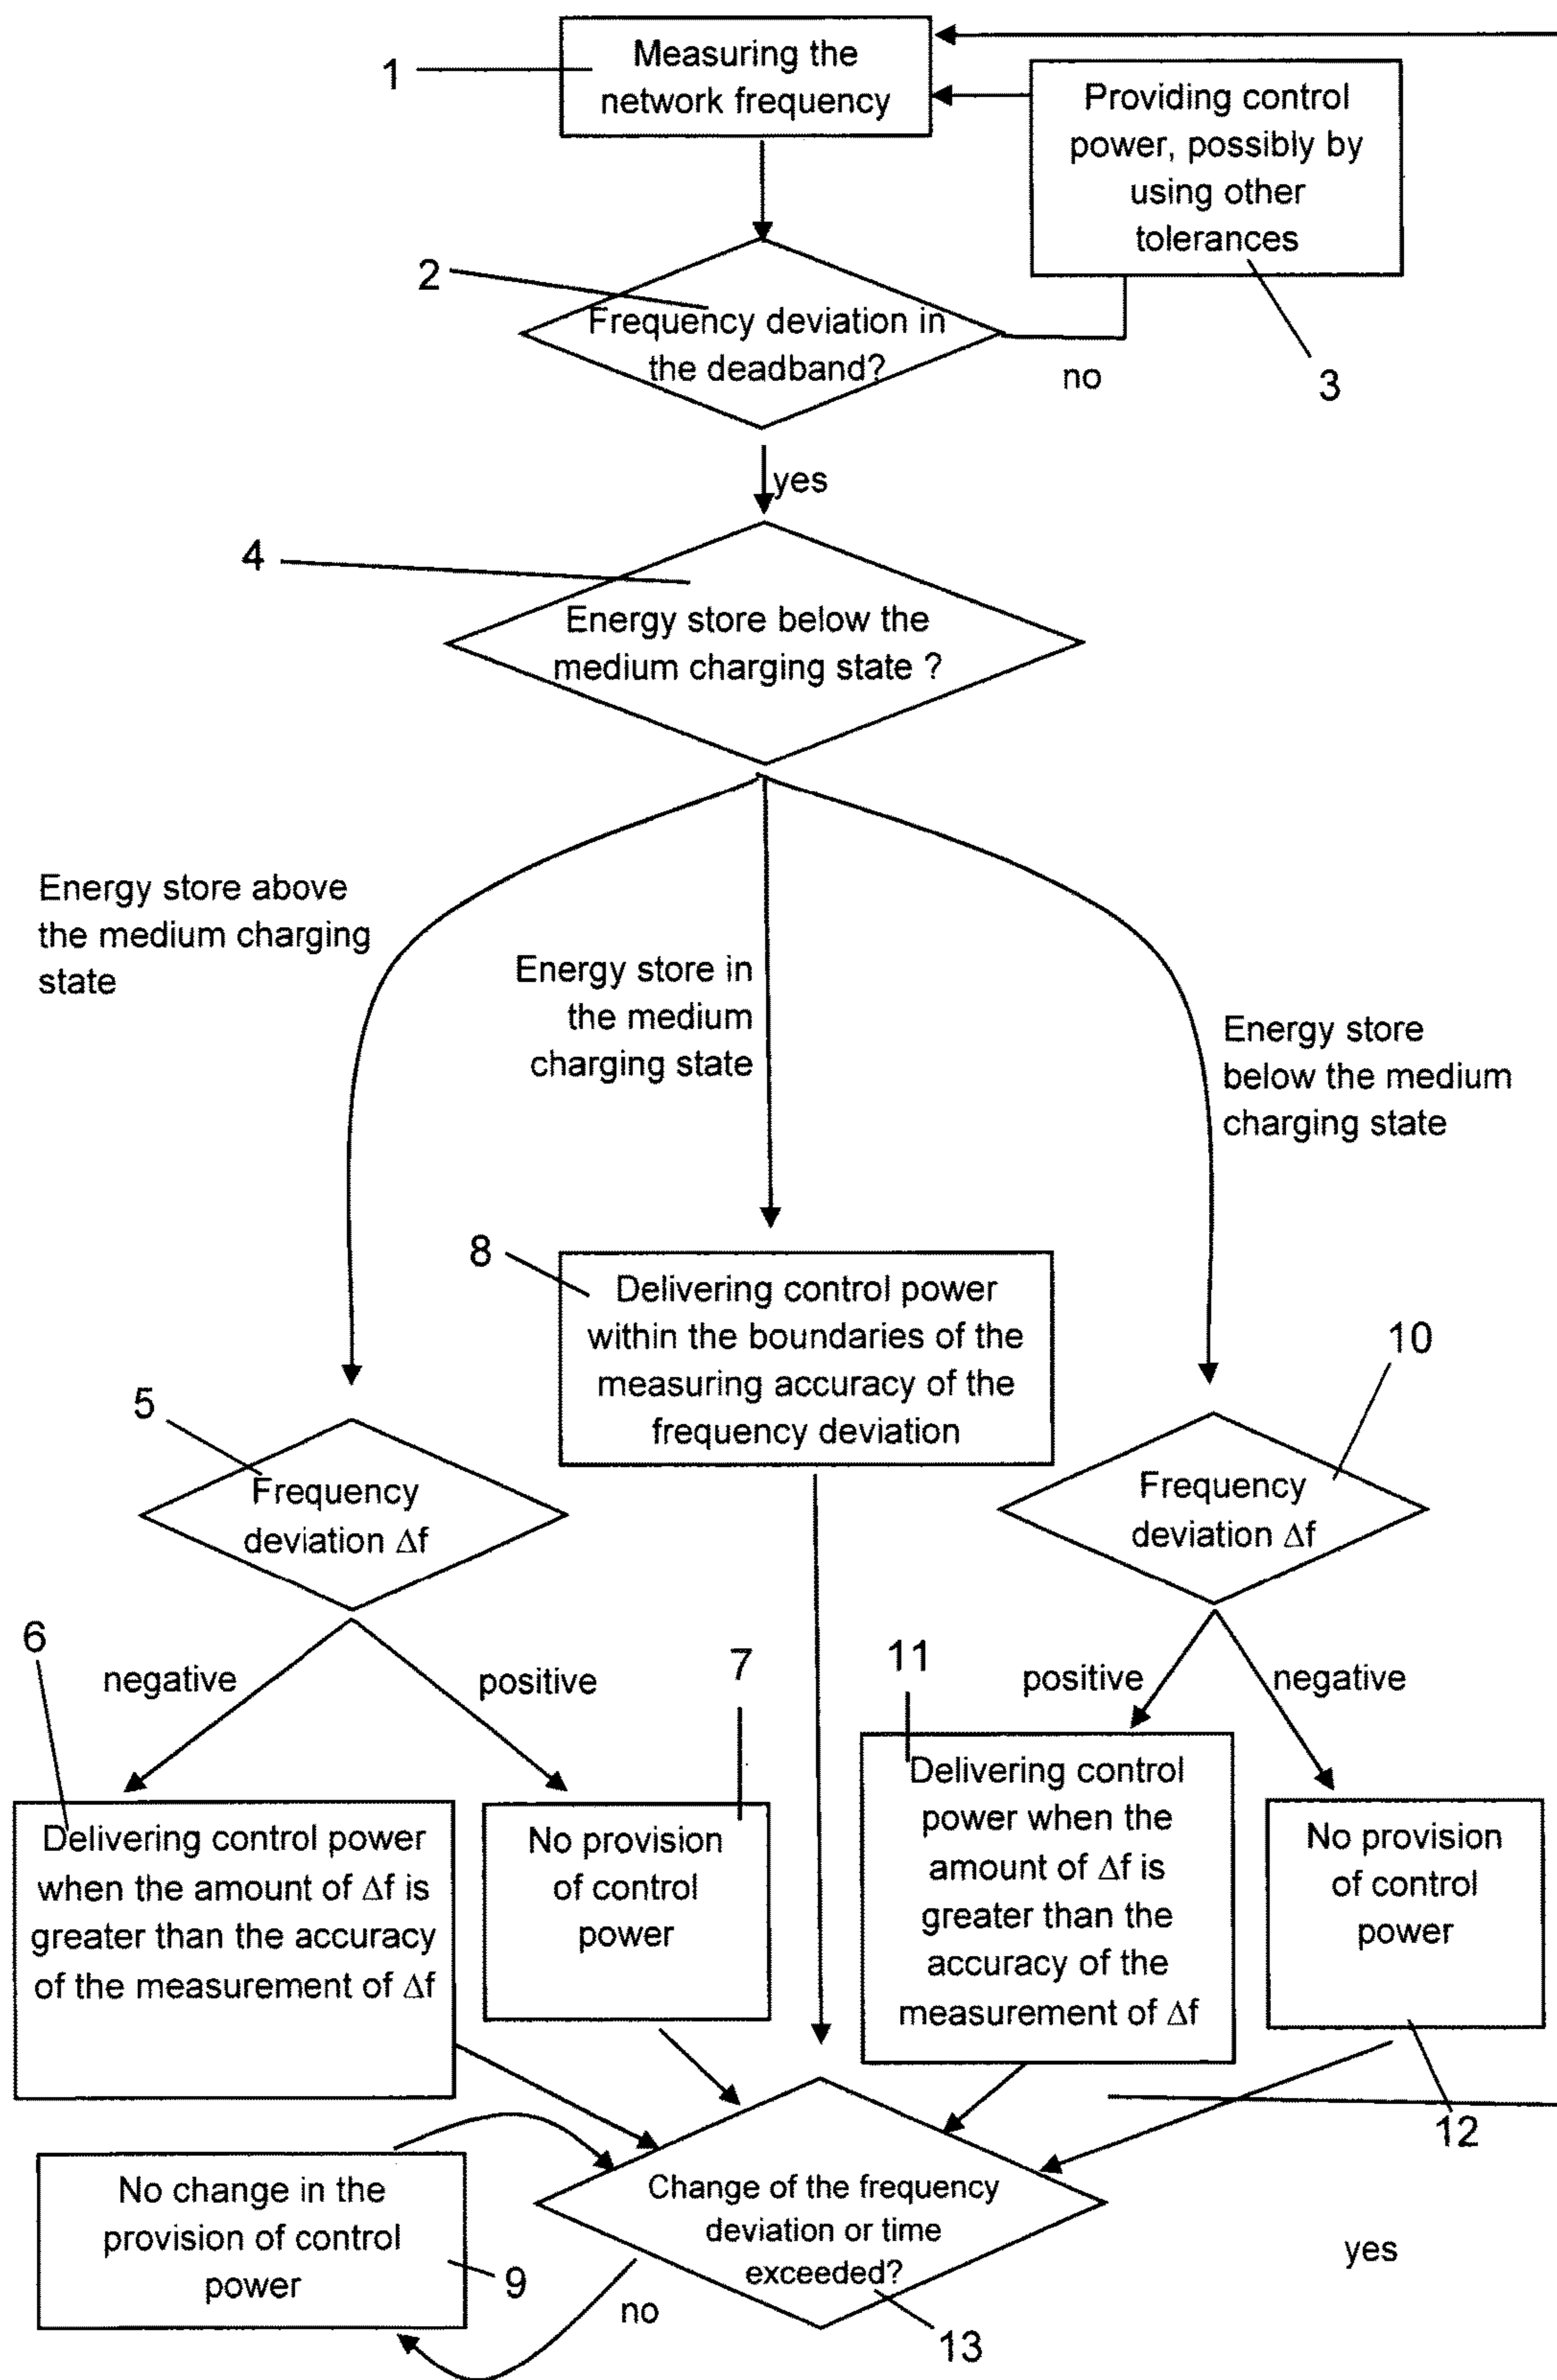 1
Measuring the
network frequency
Providing control
power, possibly by
using other
tolerances
2
Frequency deviation in
the deadband?
no
3
yes
4
Energy store below the
medium charging state ?
Energy store above
the medium charging
state
Energy store in
the medium
charging state
Energy store
below the medium
charging state
8
Delivering control power
within the boundaries of the
measuring accuracy of the
frequency deviation
5
Frequency
deviation Δf
10
Frequency
deviation Δf
6
negative
positive
7
11
positive
negative
Delivering control power
when the amount of Δf is
greater than the accuracy
of the measurement of Δf
No provision
of control
power
Delivering control
power when the
amount of Δf is
greater than the
accuracy of the
measurement of Δf
No provision
of control
power
12
No change in the
provision of control
power
9
Change of the frequency
deviation or time
exceeded?
no
yes
13